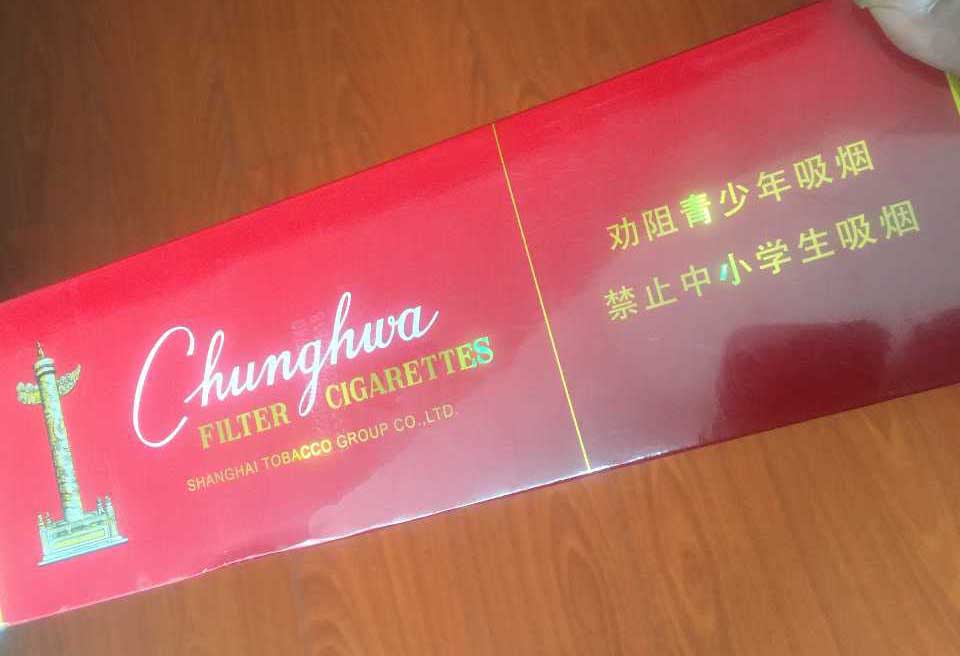 Chunghwa
FILTER CIGARETTES
SHANGHAI TOBACCO GROUP CO.,LTD.
劝阻青少年吸烟
禁止中小学生吸烟